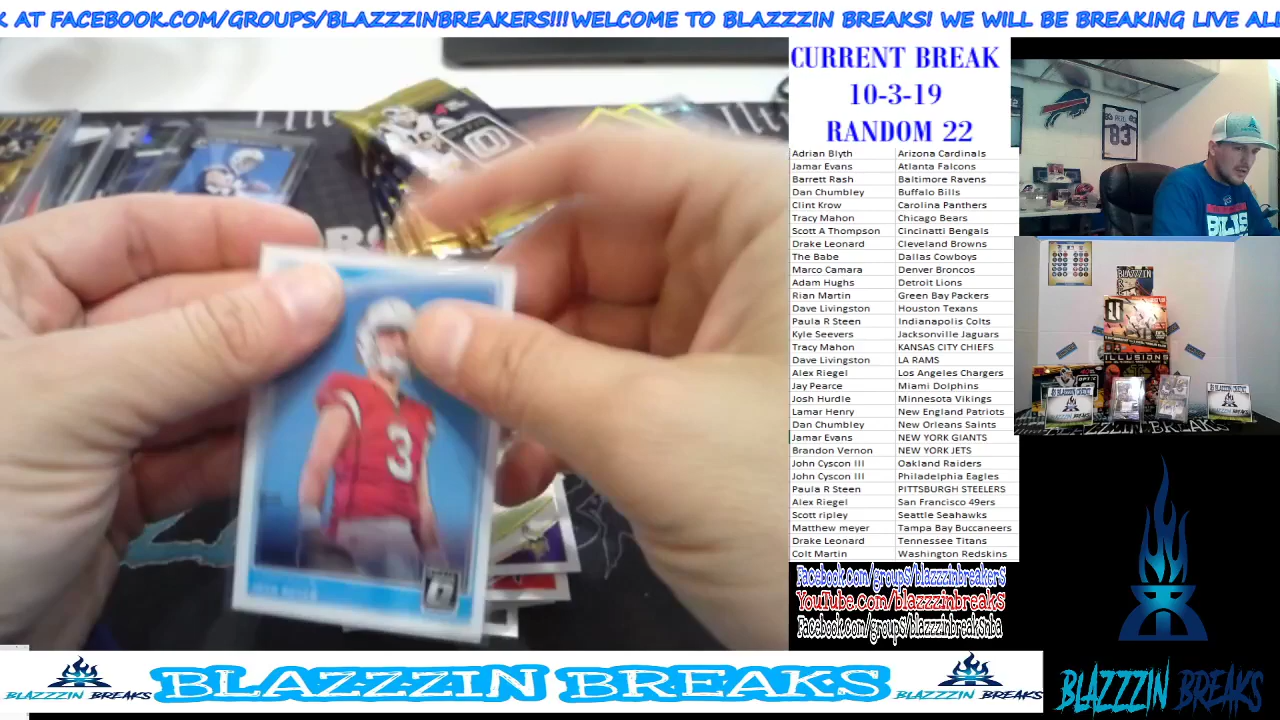 K AT FACEBOOK.COM/GROUPS/BLAZZZINBREAKERS!!! WELCOME TO BLAZZZIN BREAKS! WE WILL BE BREAKING LIVE AL
CURRENT BREAK
10-3-19
RANDOM 22
Adrian Blyth Arizona Cardinals
Jamar Evans Atlanta Falcons
Barrett Rash Baltimore Ravens
Dan Chumbley Buffalo Bills
Clint Krow Carolina Panthers
Tracy Mahon Chicago Bears
Scott A Thompson Cincinatti Bengals
Drake Leonard Cleveland Browns
The Babe Dallas Cowboys
Marco Camara Denver Broncos
Adam Hughs Detroit Lions
Rian Martin Green Bay Packers
Dave Livingston Houston Texans
Paula R Steen Indianapolis Colts
Kyle Seevers Jacksonville Jaguars
Tracy Mahon KANSAS CITY CHIEFS
Dave Livingston LA RAMS
Alex Riegel Los Angeles Chargers
Jay Pearce Miami Dolphins
Josh Hurdle Minnesota Vikings
Lamar Henry New England Patriots
Dan Chumbley New Orleans Saints
Jamar Evans NEW YORK GIANTS
Brandon Vernon NEW YORK JETS
John Cyscon III Oakland Raiders
John Cyscon III Philadelphia Eagles
Paula R Steen PITTSBURGH STEELERS
Alex Riegel San Francisco 49ers
Scott ripley Seattle Seahawks
Matthew meyer Tampa Bay Buccaneers
Drake Leonard Tennessee Titans
Colt Martin Washington Redskins
Facebook.Com/groupS/blazzzinbreakerS
YouTube.Com/blazzzinbreakS
Facebook.Com/groupS/blazzzinbreakSnba
83
BILLS
BLAZZZIN
ILLUSIONS
3
BLAZZZIN BREAKS
BLAZZZIN BREAKS
BLAZZZIN BREAKS
BLAZZZIN BREAKS